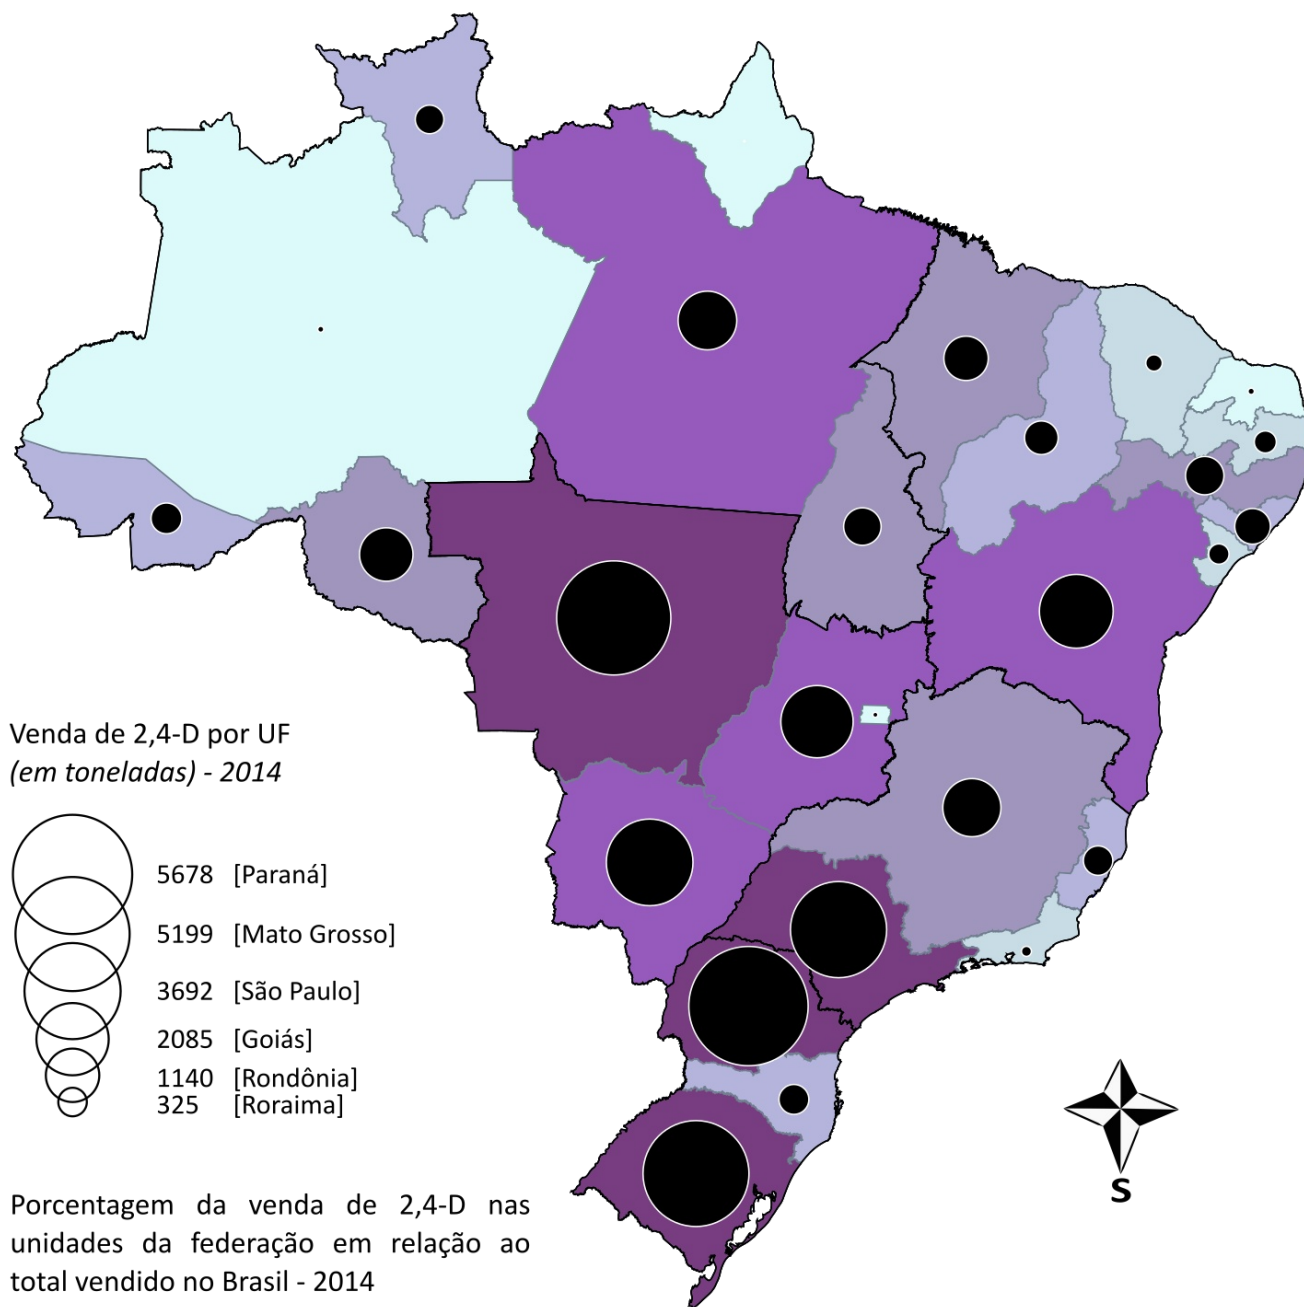 Venda de 2,4-D por UF
(em toneladas) - 2014
5678 [Paraná]
5199 [Mato Grosso]
3692 [São Paulo]
2085 [Goiás]
1140 [Rondônia]
325 [Roraima]
S
Porcentagem da venda de 2,4-D nas
unidades da federação em relação ao
total vendido no Brasil - 2014